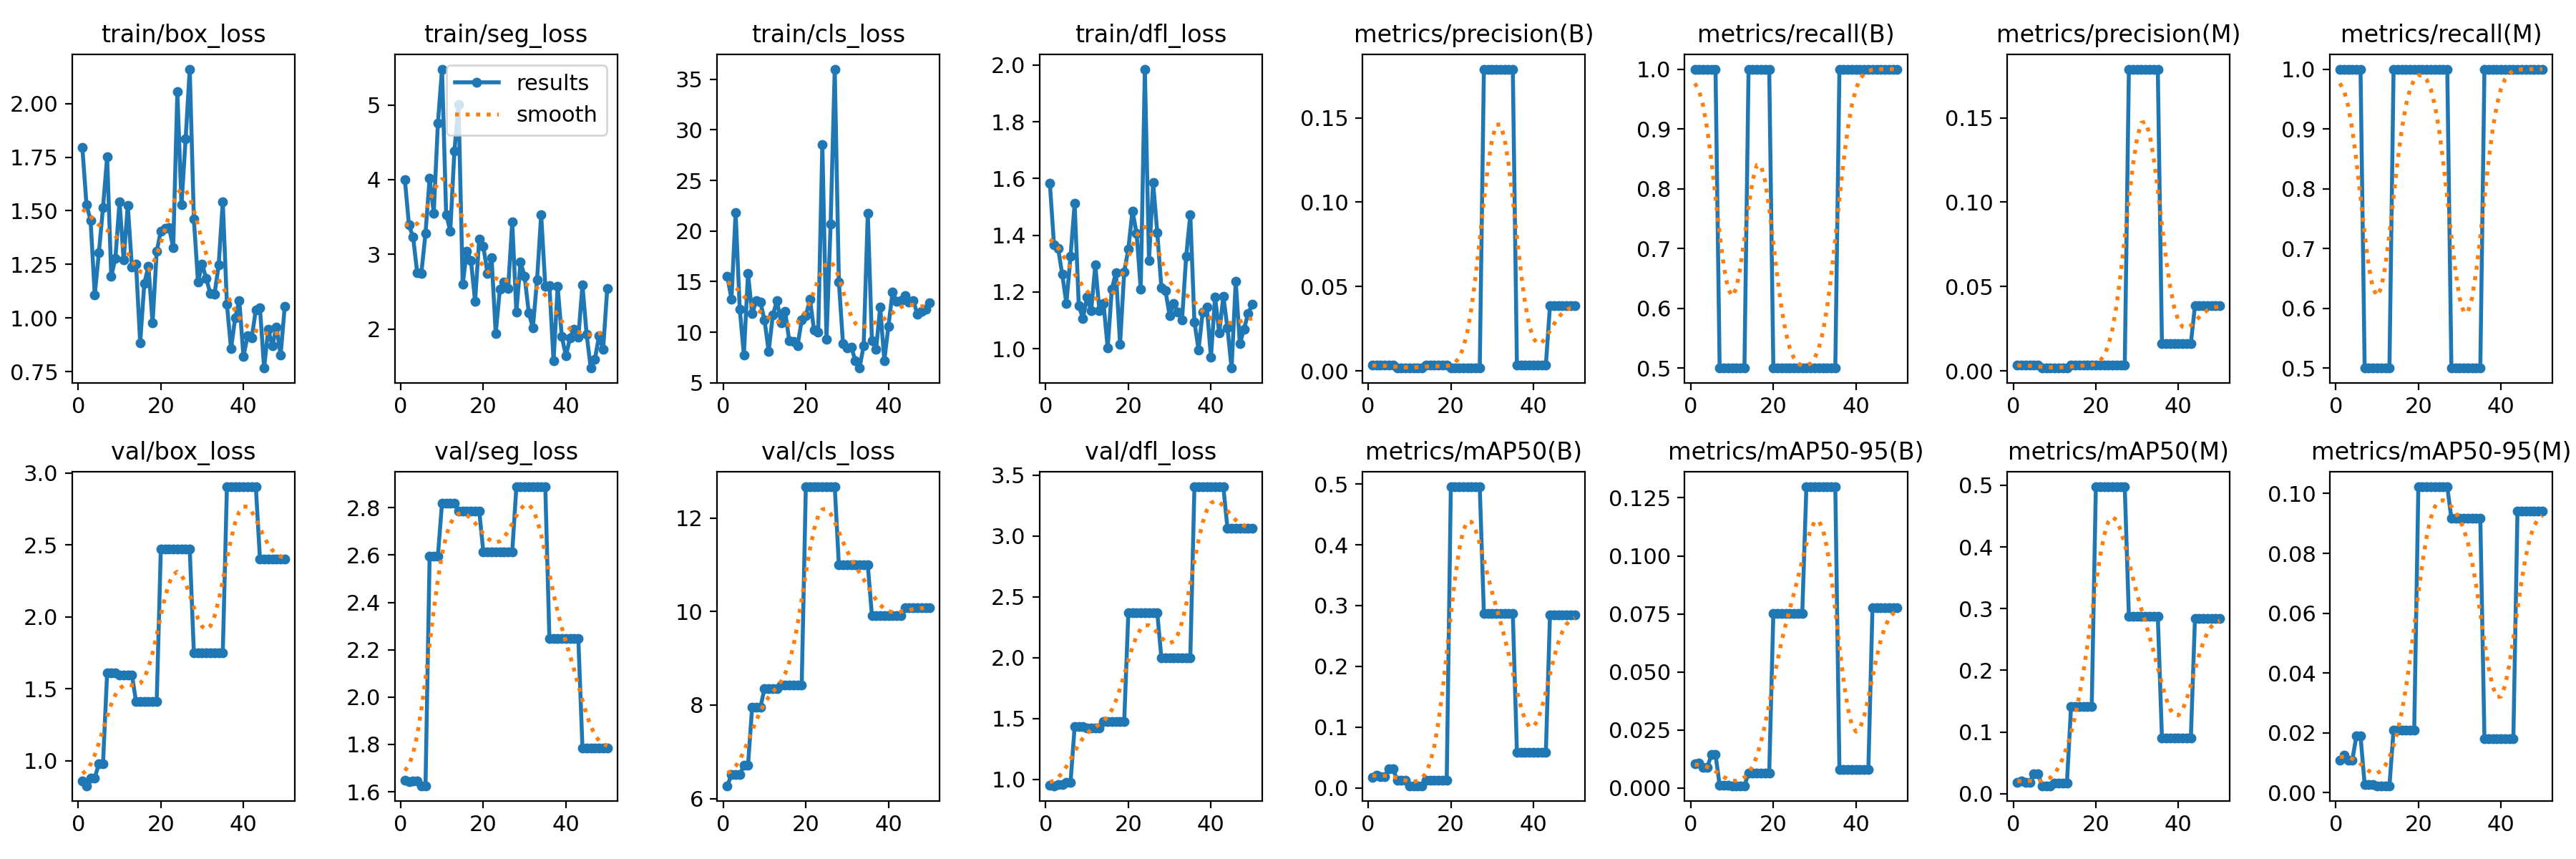 train/box_loss
train/seg_loss
train/cls_loss
train/dfl_loss
metrics/precision(B)
metrics/recall(B)
metrics/precision(M)
metrics/recall(M)
2.00
1.75
1.50
1.25
1.00
0.75
0 20 40
5
4
3
2
0 20 40
results
smooth
35
30
25
20
15
10
5
0 20 40
2.0
1.8
1.6
1.4
1.2
1.0
0 20 40
0.15
0.10
0.05
0.00
0 20 40
1.0
0.9
0.8
0.7
0.6
0.5
0 20 40
0.15
0.10
0.05
0.00
0 20 40
1.0
0.9
0.8
0.7
0.6
0.5
0 20 40
val/box_loss
val/seg_loss
val/cls_loss
val/dfl_loss
metrics/mAP50(B)
metrics/mAP50-95(B)
metrics/mAP50(M)
metrics/mAP50-95(M)
3.0
2.5
2.0
1.5
1.0
0 20 40
2.8
2.6
2.4
2.2
2.0
1.8
1.6
0 20 40
12
10
8
6
0 20 40
3.5
3.0
2.5
2.0
1.5
1.0
0 20 40
0.5
0.4
0.3
0.2
0.1
0.0
0 20 40
0.125
0.100
0.075
0.050
0.025
0.000
0 20 40
0.5
0.4
0.3
0.2
0.1
0.0
0 20 40
0.10
0.08
0.06
0.04
0.02
0.00
0 20 40